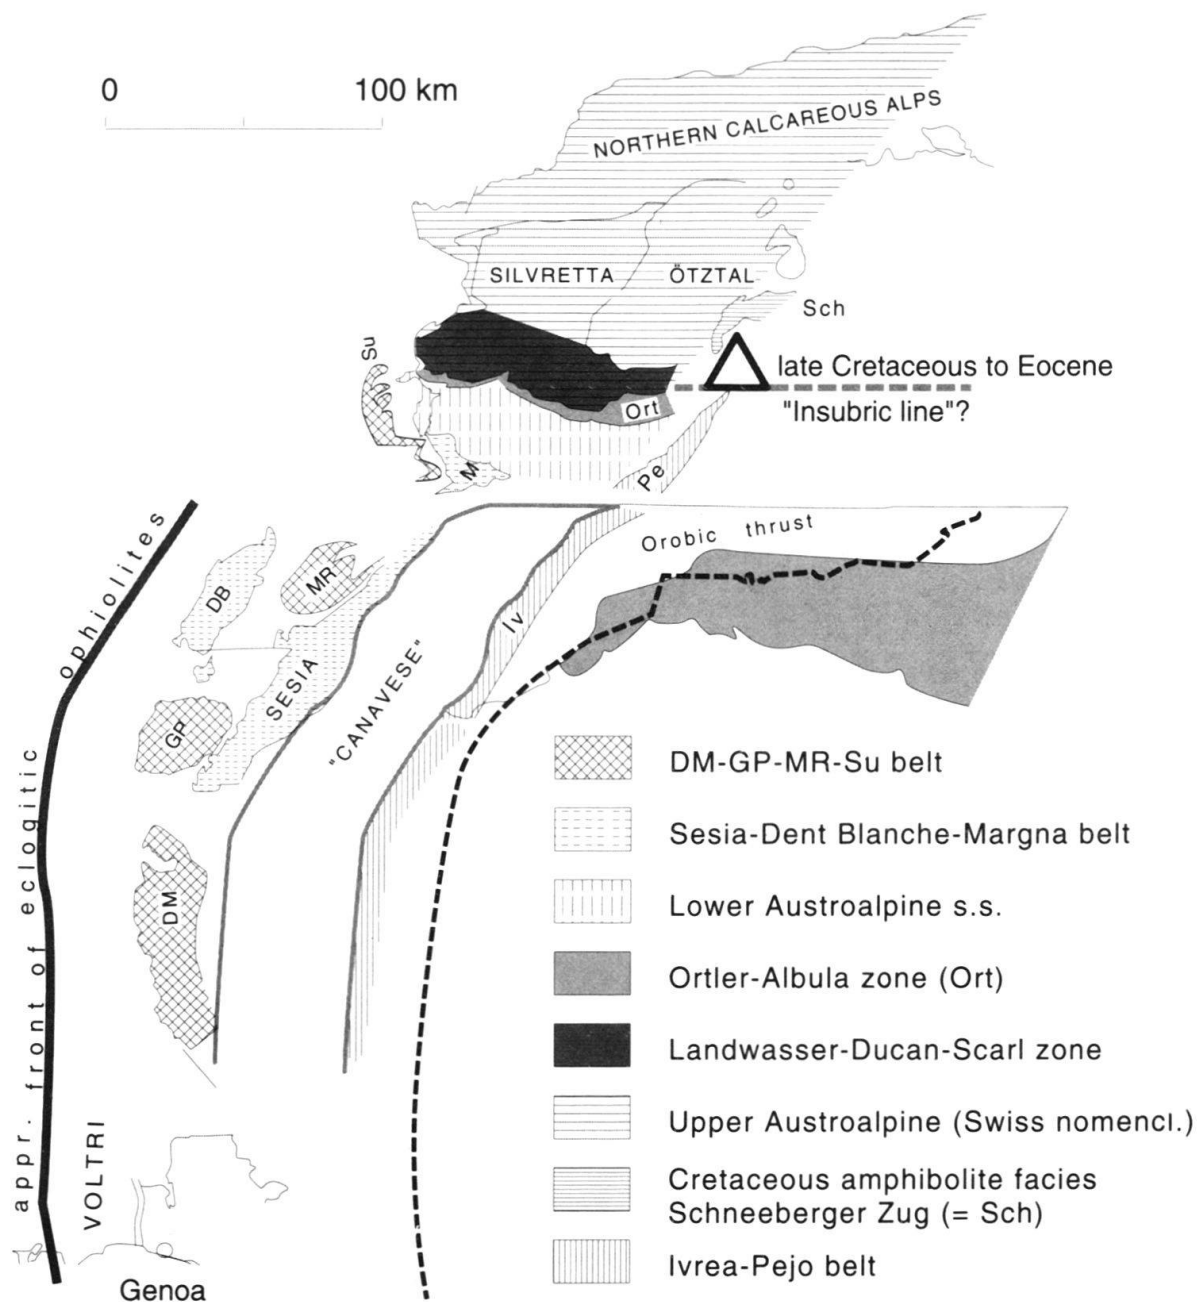 0 100 km
NORTHERN CALCAREOUS ALPS
SILVRETTA ÖTZTAL
Sch
Su
late Cretaceous to Eocene
"Insubric line"?
Ort
M
Pe
Orobic thrust
DB
MR
Iv
SESIA
"CANAVESE"
GP
DM
appr. front of eclogitic ophiolites
VOLTRI
Genoa
DM-GP-MR-Su belt
Sesia-Dent Blanche-Margna belt
Lower Austroalpine s.s.
Ortler-Albula zone (Ort)
Landwasser-Ducan-Scarl zone
Upper Austroalpine (Swiss nomencl.)
Cretaceous amphibolite facies
Schneeberger Zug (= Sch)
Ivrea-Pejo belt